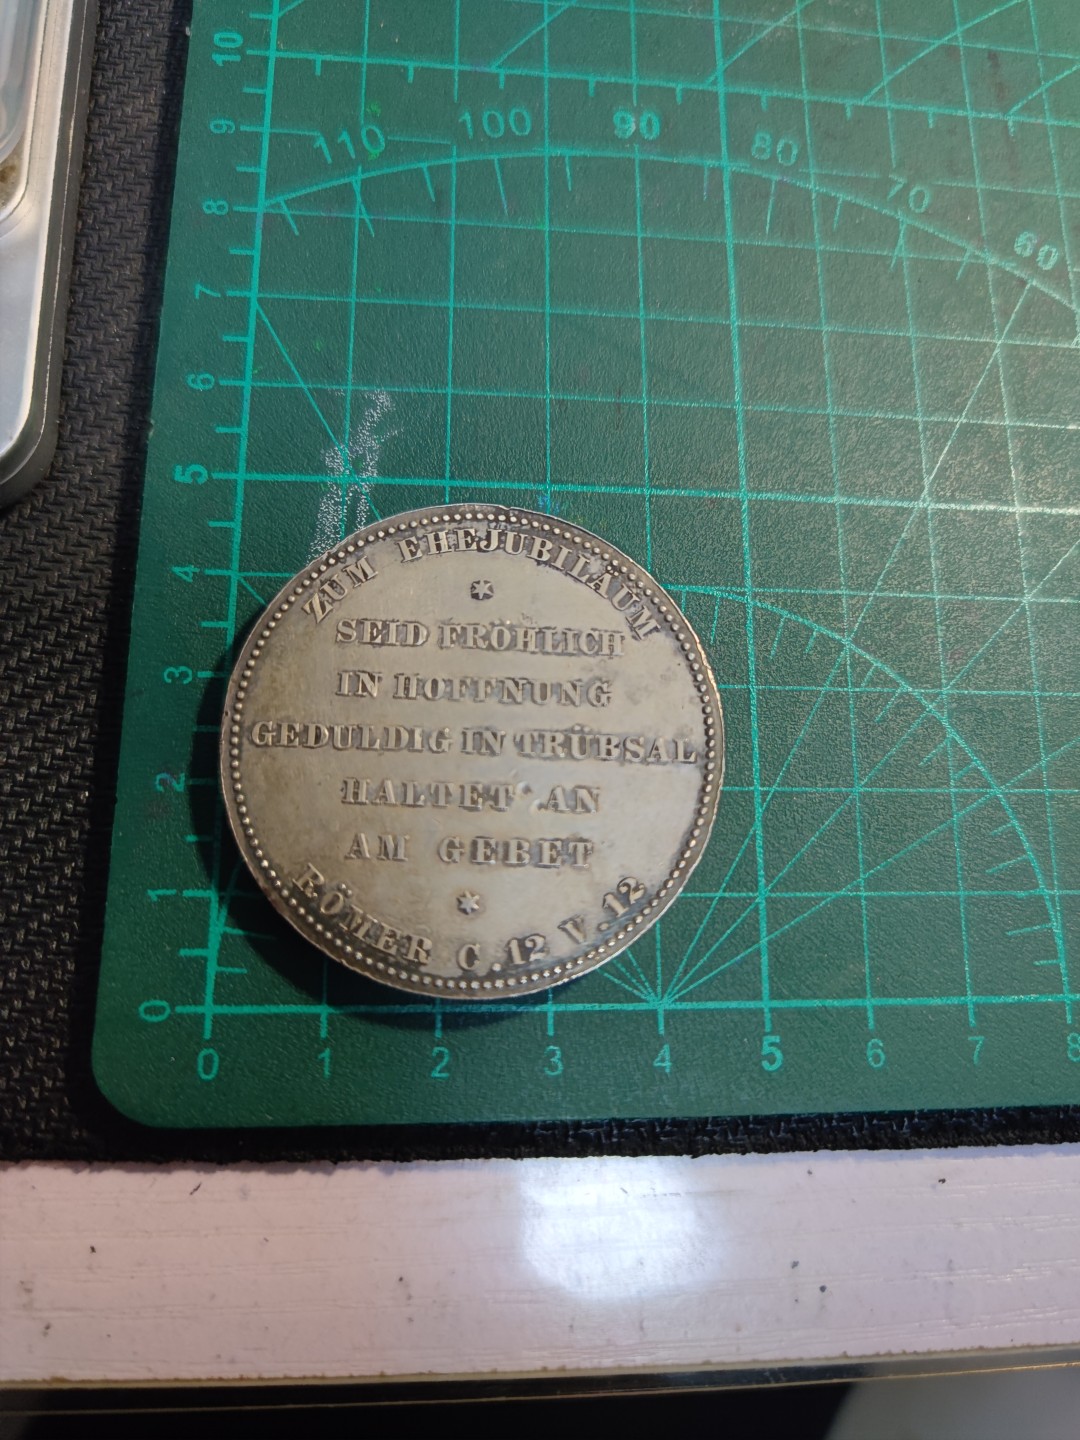 ZUM EHEJUBILÄUM
SEID FRÖHLICH
IN HOFFNUNG
GEDULDIG IN TRÜBSAL
HALTET AN
AM GEBET
RÖMER C.12 V.12
10
9
8
7
6
5
4
3
2
1
0
110 100 90 80 70 60
0 1 2 3 4 5 6 7 8